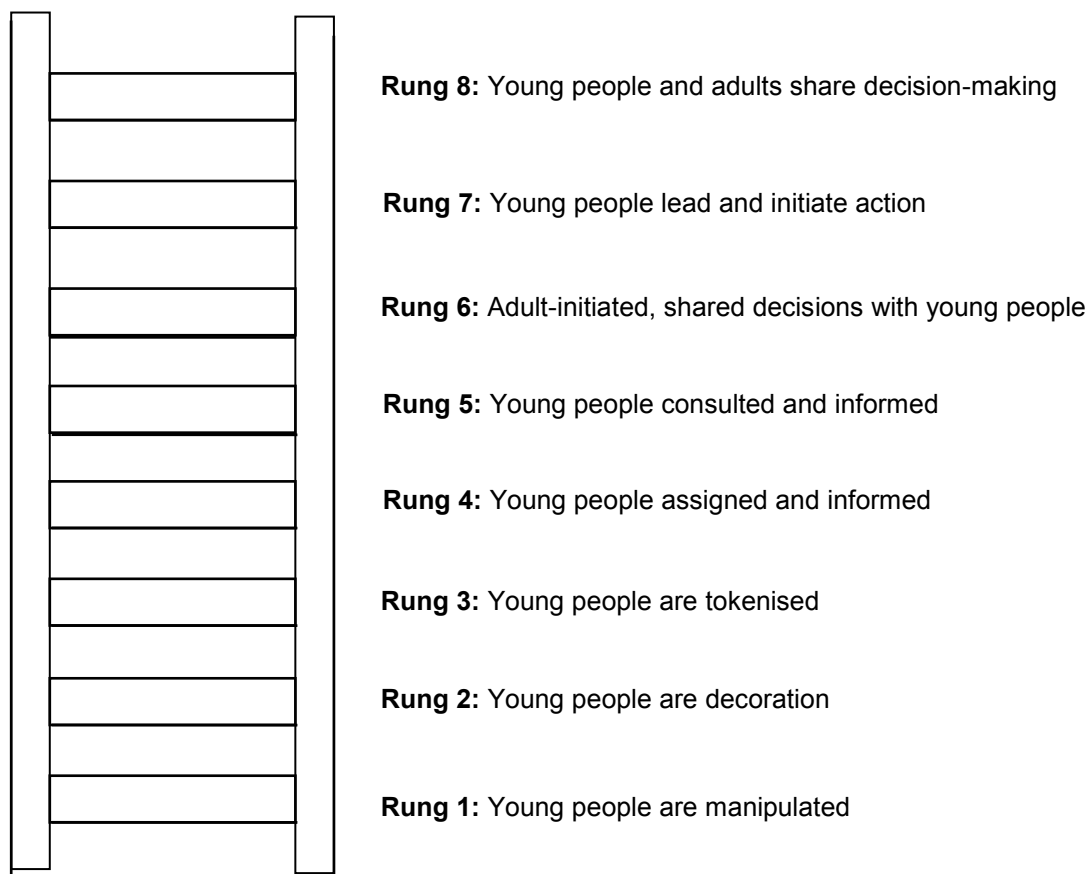 Rung 8: Young people and adults share decision-making
Rung 7: Young people lead and initiate action
Rung 6: Adult-initiated, shared decisions with young people
Rung 5: Young people consulted and informed
Rung 4: Young people assigned and informed
Rung 3: Young people are tokenised
Rung 2: Young people are decoration
Rung 1: Young people are manipulated